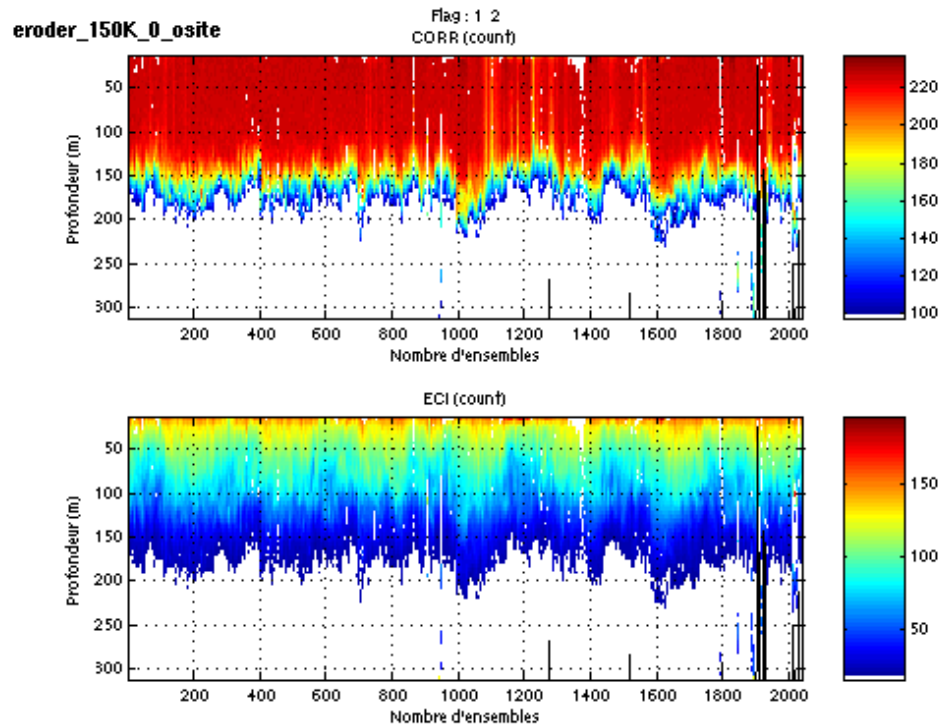 eroder_150K_0_osite
Flag : 1 2
CORR (count)
50
100
150
200
250
300
Profondeur (m)
200 400 600 800 1000 1200 1400 1600 1800 2000
Nombre d'ensembles
220
200
180
160
140
120
100
ECI (count)
50
100
150
200
250
300
Profondeur (m)
200 400 600 800 1000 1200 1400 1600 1800 2000
Nombre d'ensembles
150
100
50